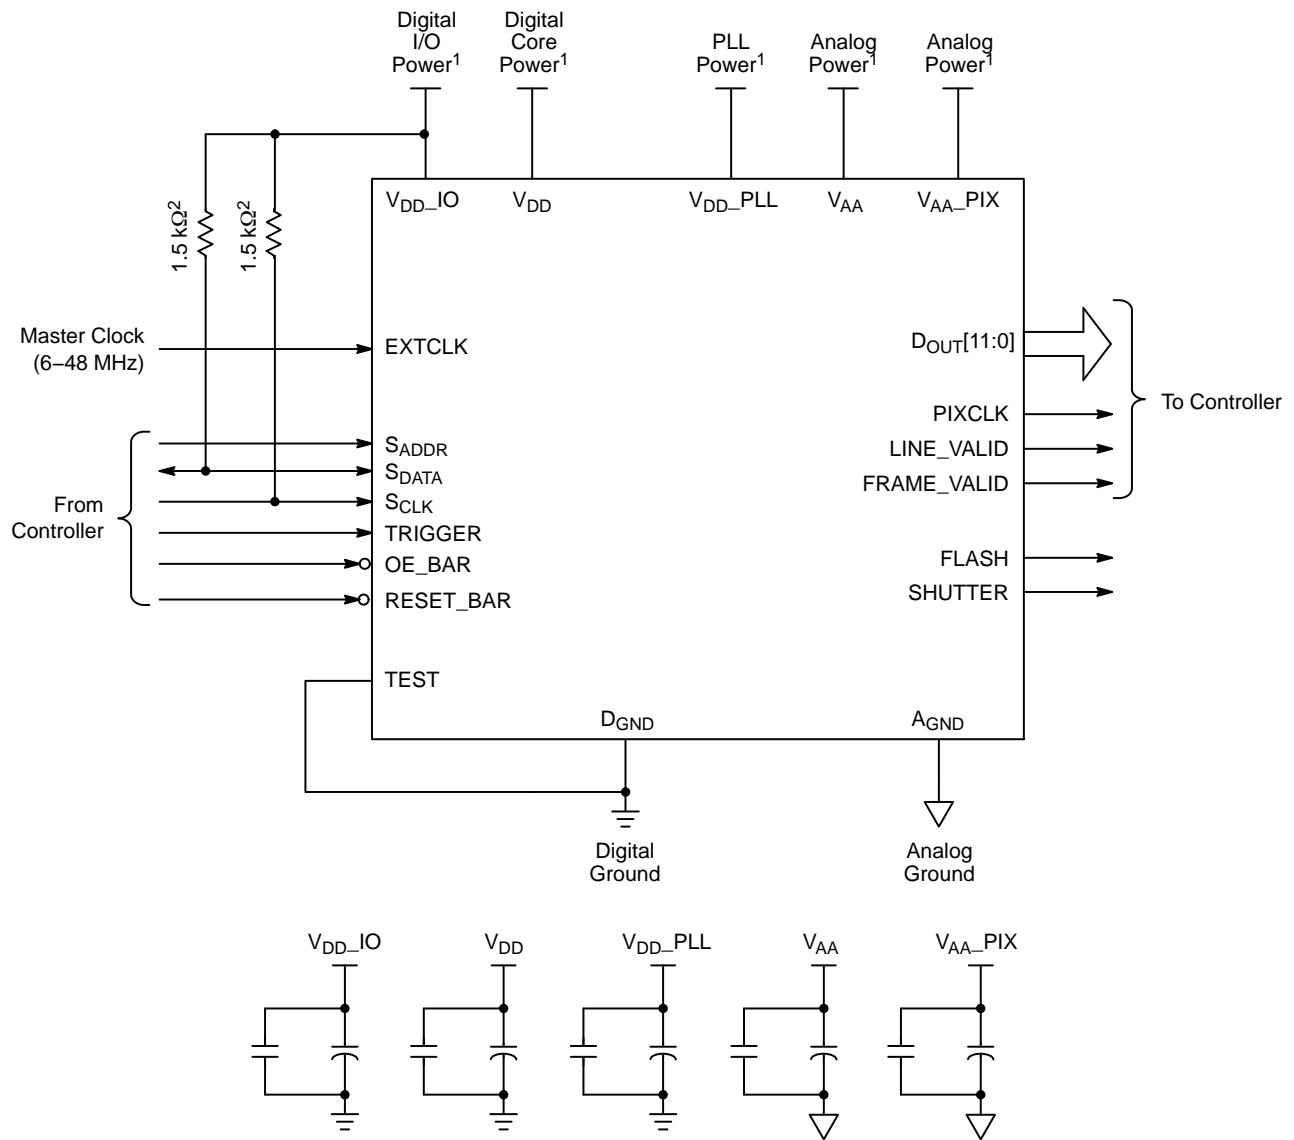 Digital
I/O
Power1
Digital
Core
Power1
PLL
Power1
Analog
Power1
Analog
Power1
VDD_IO
VDD
VDD_PLL
VAA
VAA_PIX
1.5 kΩ2
1.5 kΩ2
Master Clock
(6–48 MHz)
EXTCLK
SADDR
SDATA
SCLK
TRIGGER
OE_BAR
RESET_BAR
From
Controller
TEST
DOUT[11:0]
PIXCLK
LINE_VALID
FRAME_VALID
To Controller
FLASH
SHUTTER
DGND
AGND
Digital
Ground
Analog
Ground
VDD_IO
VDD
VDD_PLL
VAA
VAA_PIX